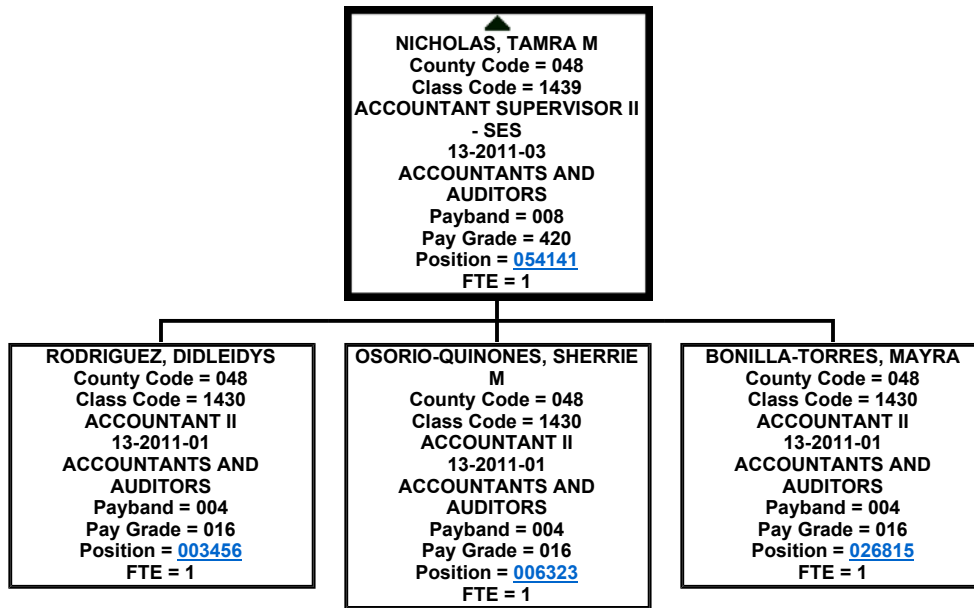 NICHOLAS, TAMRA M
County Code = 048
Class Code = 1439
ACCOUNTANT SUPERVISOR II
- SES
13-2011-03
ACCOUNTANTS AND
AUDITORS
Payband = 008
Pay Grade = 420
Position = 054141
FTE = 1
RODRIGUEZ, DIDLEIDYS
County Code = 048
Class Code = 1430
ACCOUNTANT II
13-2011-01
ACCOUNTANTS AND
AUDITORS
Payband = 004
Pay Grade = 016
Position = 003456
FTE = 1
OSORIO-QUINONES, SHERRIE
M
County Code = 048
Class Code = 1430
ACCOUNTANT II
13-2011-01
ACCOUNTANTS AND
AUDITORS
Payband = 004
Pay Grade = 016
Position = 006323
FTE = 1
BONILLA-TORRES, MAYRA
County Code = 048
Class Code = 1430
ACCOUNTANT II
13-2011-01
ACCOUNTANTS AND
AUDITORS
Payband = 004
Pay Grade = 016
Position = 026815
FTE = 1